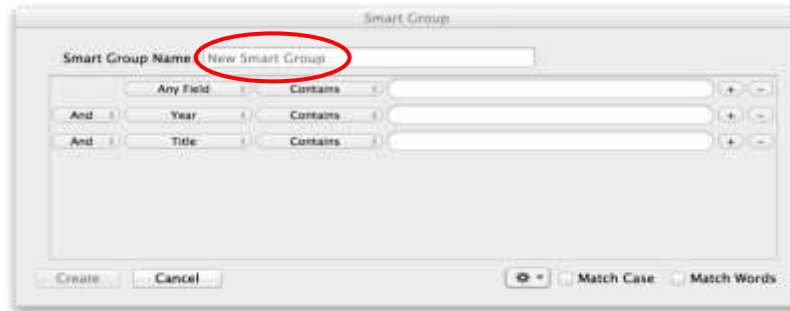 Smart Group
Smart Group Name: New Smart Group
Any Field Contains + -
And Year Contains + -
And Title Contains + -
Create Cancel Match Case Match Words